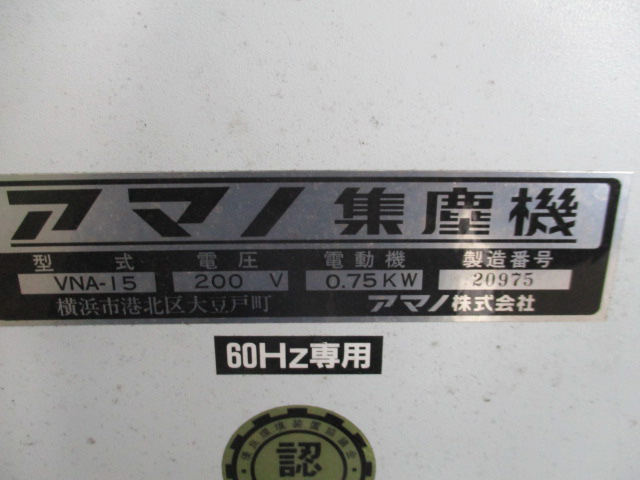 アマノ集塵機
型式 電圧 電動機 製造番号
VNA-15 200 V 0.75KW 20975
横浜市港北区大豆戸町 アマノ株式会社
60Hz専用
認